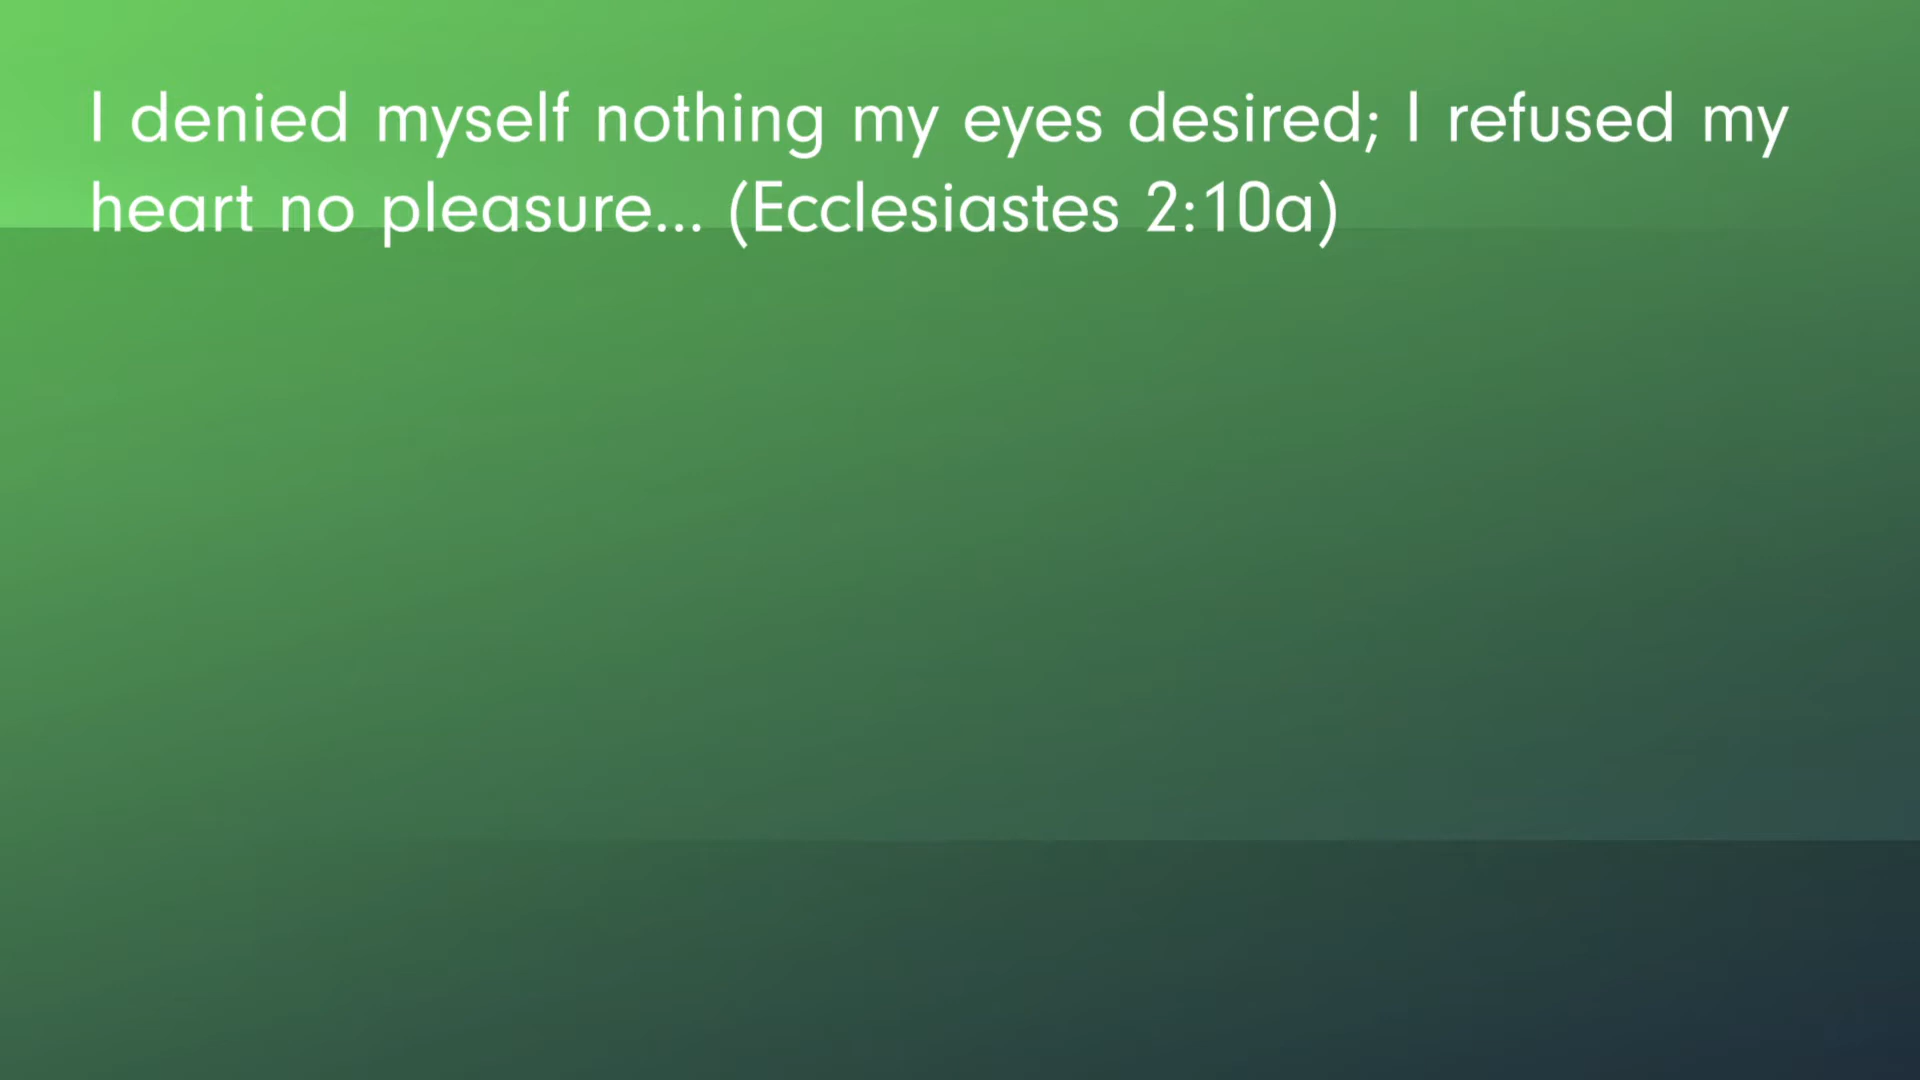 I denied myself nothing my eyes desired; I refused my
heart no pleasure... (Ecclesiastes 2:10a)